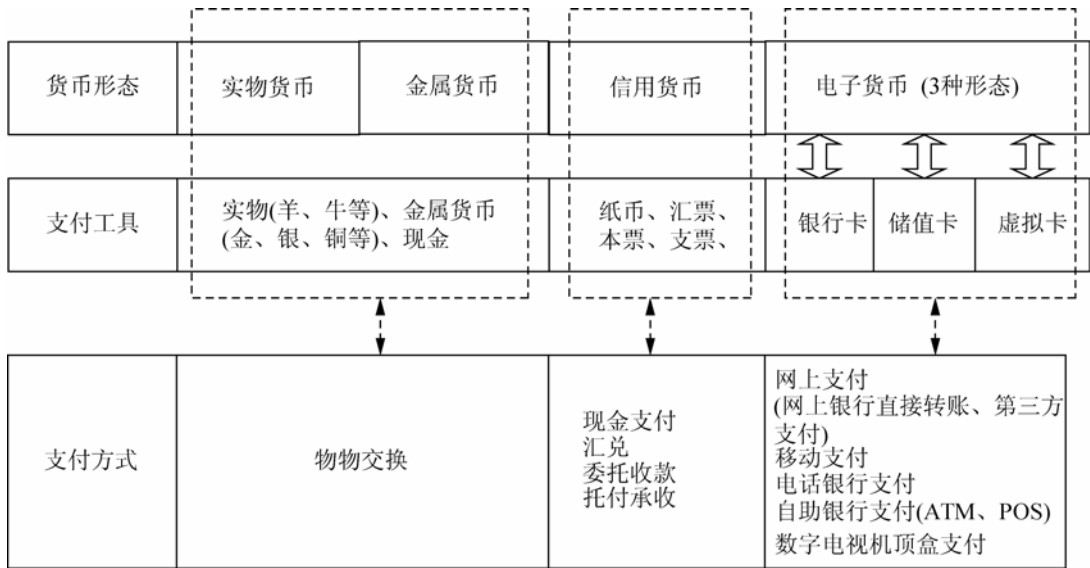 货币形态
实物货币
金属货币
信用货币
电子货币 (3种形态)
支付工具
实物(羊、牛等)、金属货币
(金、银、铜等)、现金
纸币、汇票、
本票、支票、
银行卡
储值卡
虚拟卡
支付方式
物物交换
现金支付
汇兑
委托收款
托付承收
网上支付
(网上银行直接转账、第三方
支付)
移动支付
电话银行支付
自助银行支付(ATM、POS)
数字电视机顶盒支付